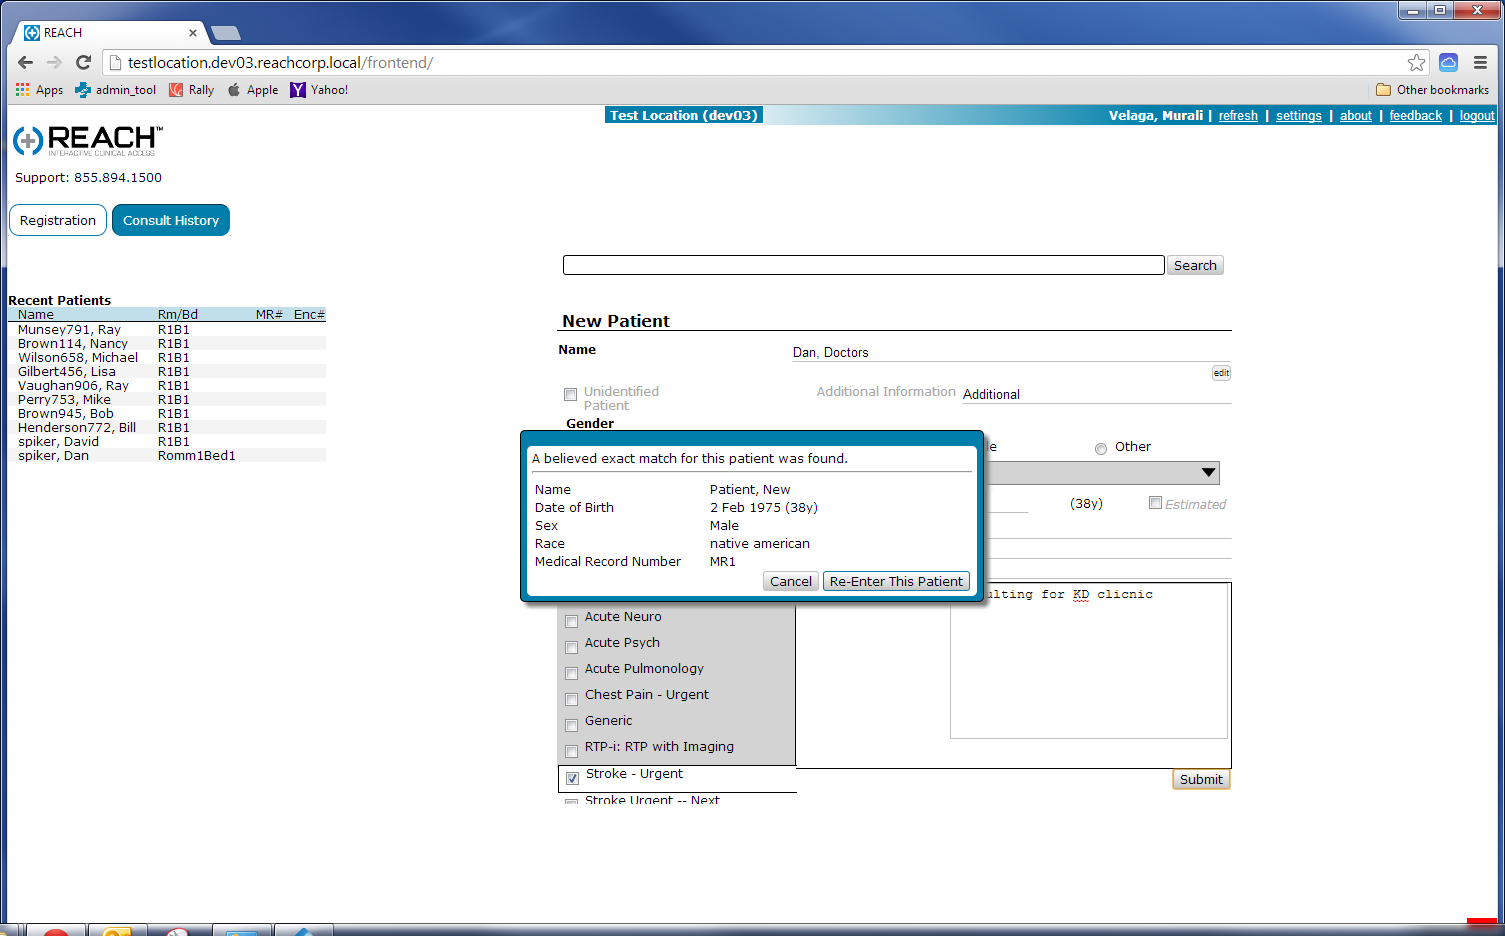 REACH
testlocation.dev03.reachcorp.local/frontend/
Apps admin_tool Rally Apple Yahoo! Other bookmarks
Test Location (dev03) Velaga, Murali | refresh | settings | about | feedback | logout
REACH™
INTERACTIVE CLINICAL ACCESS
Support: 855.894.1500
Registration Consult History
Search
Recent Patients
Name Rm/Bd MR# Enc#
Munsey791, Ray R1B1
Brown114, Nancy R1B1
Wilson658, Michael R1B1
Gilbert456, Lisa R1B1
Vaughan906, Ray R1B1
Perry753, Mike R1B1
Brown945, Bob R1B1
Henderson772, Bill R1B1
spiker, David R1B1
spiker, Dan Romm1Bed1
New Patient
Name Dan, Doctors
edit
Unidentified
Patient
Additional Information Additional
Gender
le Other
(38y) Estimated
A believed exact match for this patient was found.
Name Patient, New
Date of Birth 2 Feb 1975 (38y)
Sex Male
Race native american
Medical Record Number MR1
Cancel Re-Enter This Patient
ulting for KD clicnic
Acute Neuro
Acute Psych
Acute Pulmonology
Chest Pain - Urgent
Generic
RTP-i: RTP with Imaging
Stroke - Urgent
Submit
Stroke Urgent -- Next